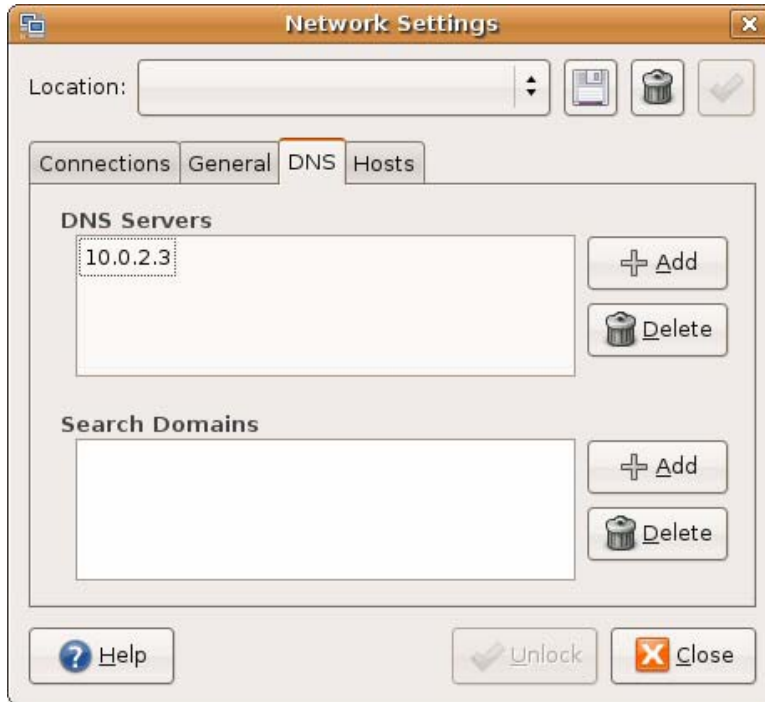 Network Settings
Location:
Connections General DNS Hosts
DNS Servers
10.0.2.3
Add
Delete
Search Domains
Add
Delete
Help
Unlock
Close